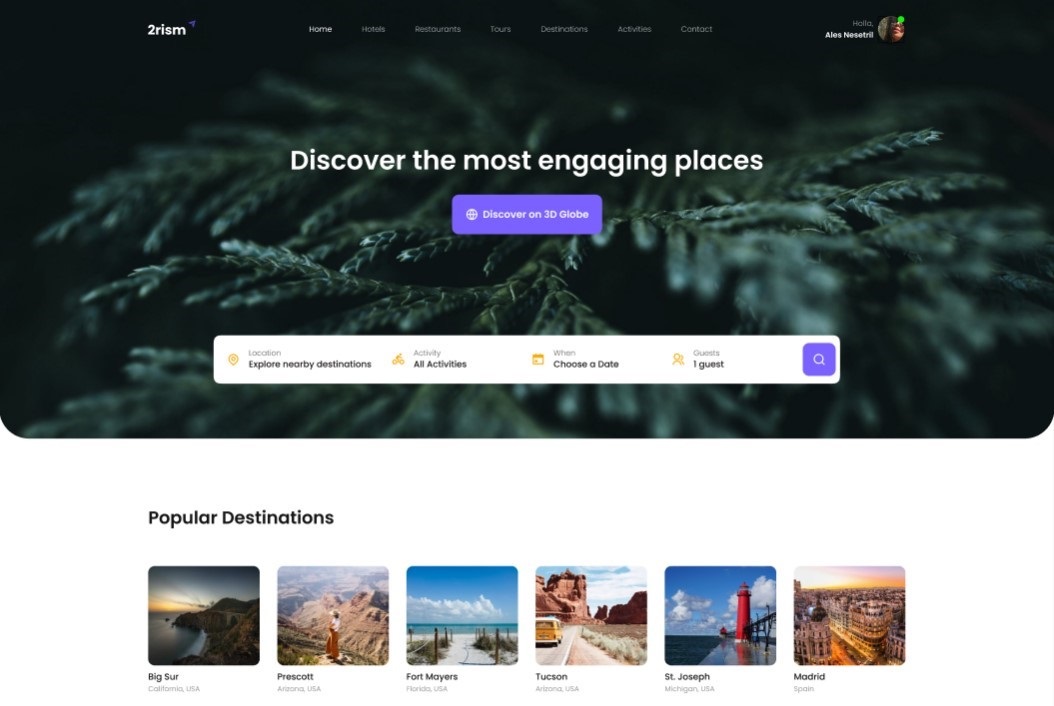 2rism
Home Hotels Restaurants Tours Destinations Activities Contact
Holla,
Ales Nesetril
Discover the most engaging places
Discover on 3D Globe
Location
Explore nearby destinations
Activity
All Activities
When
Choose a Date
Guests
1 guest
Popular Destinations
Big Sur
California, USA
Prescott
Arizona, USA
Fort Mayers
Florida, USA
Tucson
Arizona, USA
St. Joseph
Michigan, USA
Madrid
Spain